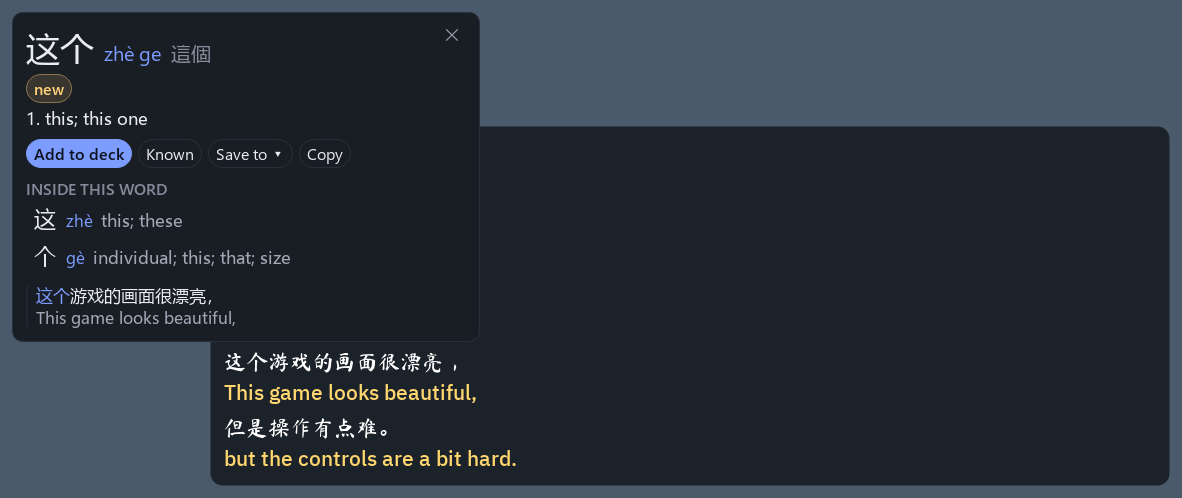 这个 zhè ge 這個
new
1. this; this one
Add to deck Known Save to ▾ Copy
INSIDE THIS WORD
这 zhè this; these
个 gè individual; this; that; size
这个游戏的画面很漂亮，
This game looks beautiful,
这个游戏的画面很漂亮，
This game looks beautiful,
但是操作有点难。
but the controls are a bit hard.